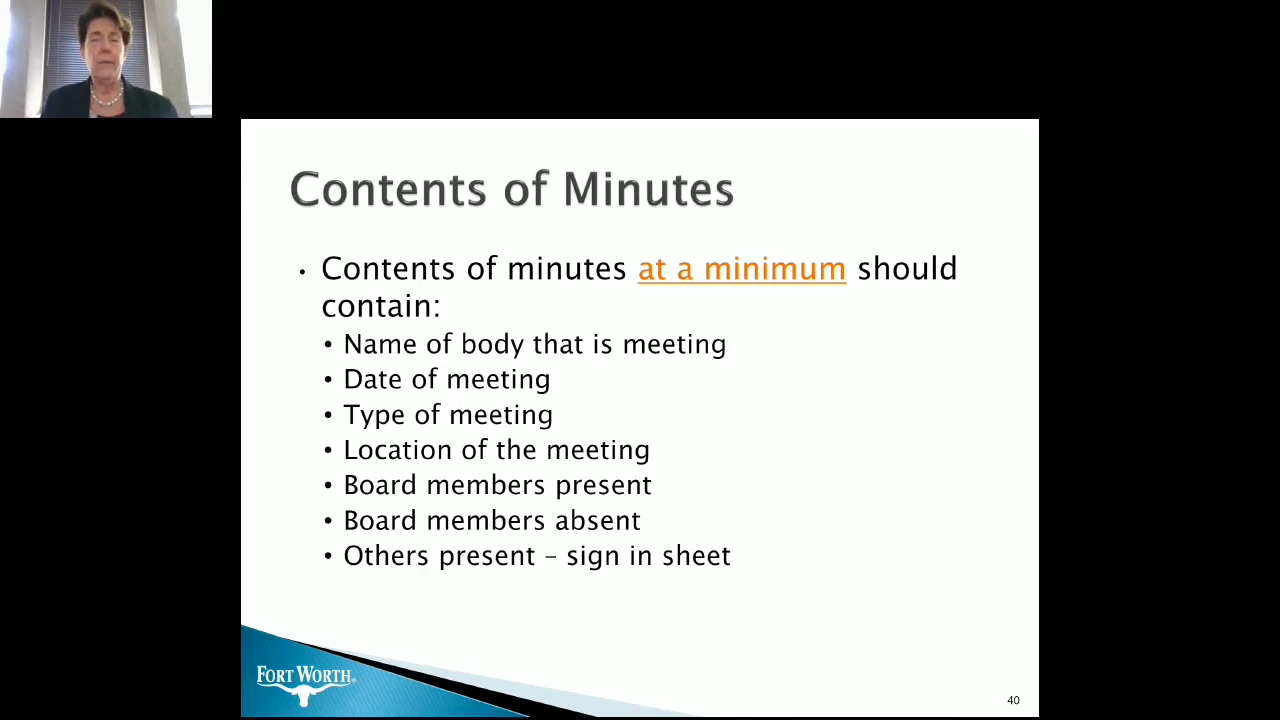 Contents of Minutes
• Contents of minutes at a minimum should
contain:
• Name of body that is meeting
• Date of meeting
• Type of meeting
• Location of the meeting
• Board members present
• Board members absent
• Others present – sign in sheet
FORT WORTH®
40